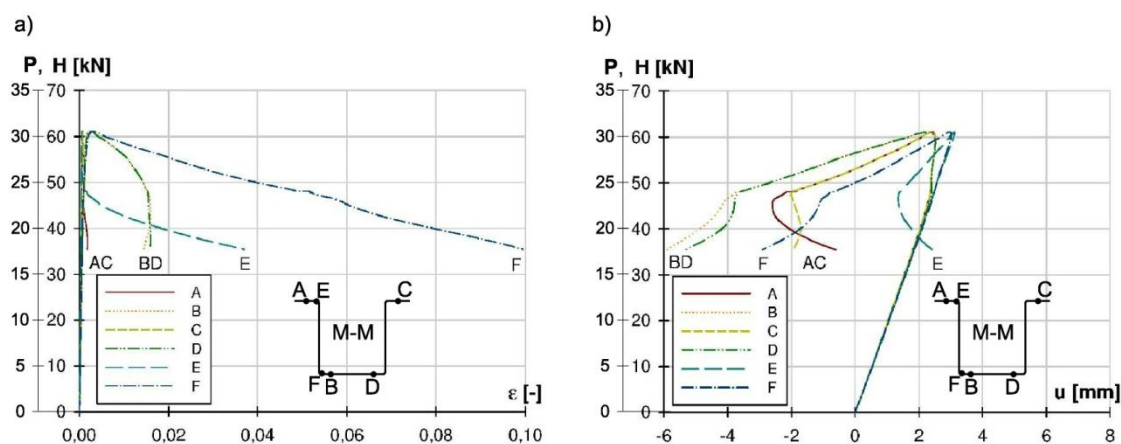 a)
P, H [kN]
35 70
30 60
25 50
20 40
15 30
10 20
5 10
0 0
AC BD E F
A
B
C
D
E
F
A E C
M-M
F B D
ε [-]
0,00 0,02 0,04 0,06 0,08 0,10
b)
P, H [kN]
35 70
30 60
25 50
20 40
15 30
10 20
5 10
0 0
BD F AC E
A
B
C
D
E
F
A E C
M-M
F B D
u [mm]
-6 -4 -2 0 2 4 6 8